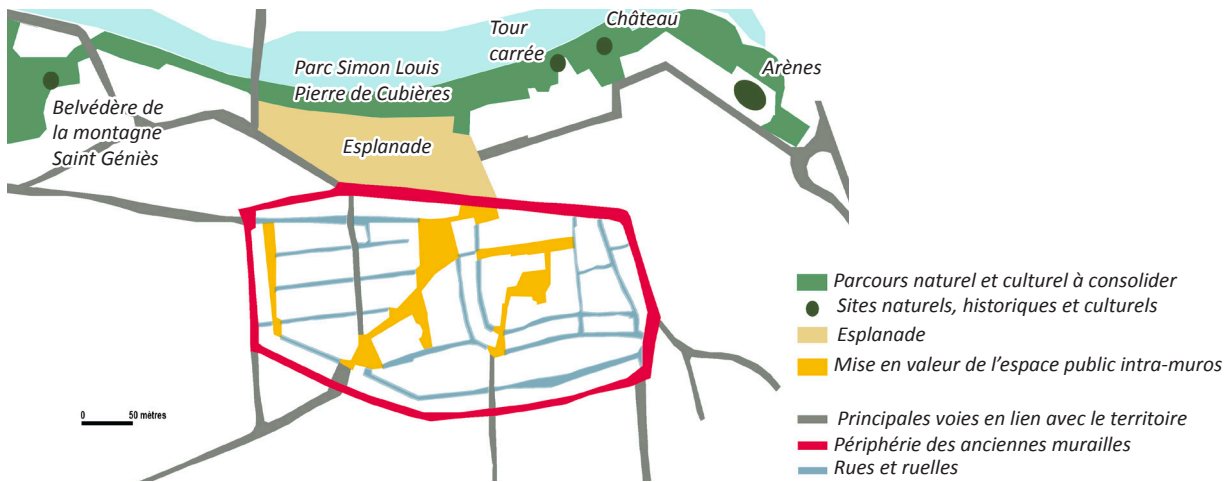 Château
Tour
carrée
Arènes
Parc Simon Louis
Pierre de Cubières
Belvédère de
la montagne
Saint Géniès
Esplanade
Parcours naturel et culturel à consolider
Sites naturels, historiques et culturels
Esplanade
Mise en valeur de l'espace public intra-muros
0 50 mètres
Principales voies en lien avec le territoire
Périphérie des anciennes murailles
Rues et ruelles